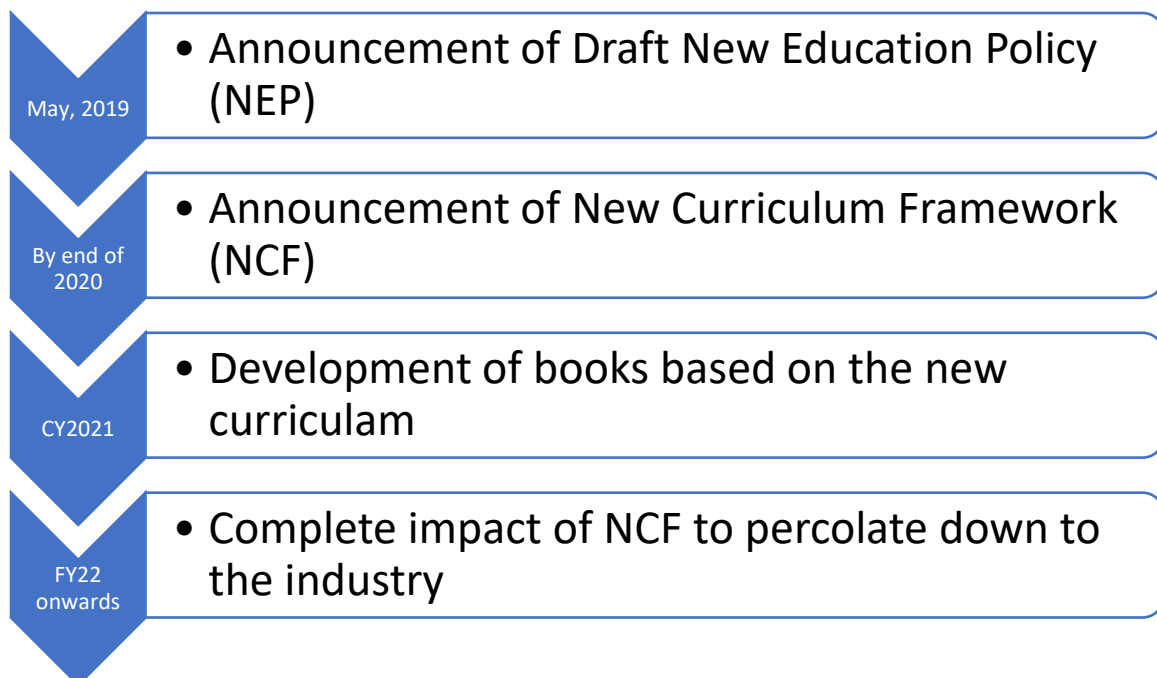 May, 2019
• Announcement of Draft New Education Policy
(NEP)
By end of
2020
• Announcement of New Curriculum Framework
(NCF)
CY2021
• Development of books based on the new
curriculam
FY22
onwards
• Complete impact of NCF to percolate down to
the industry